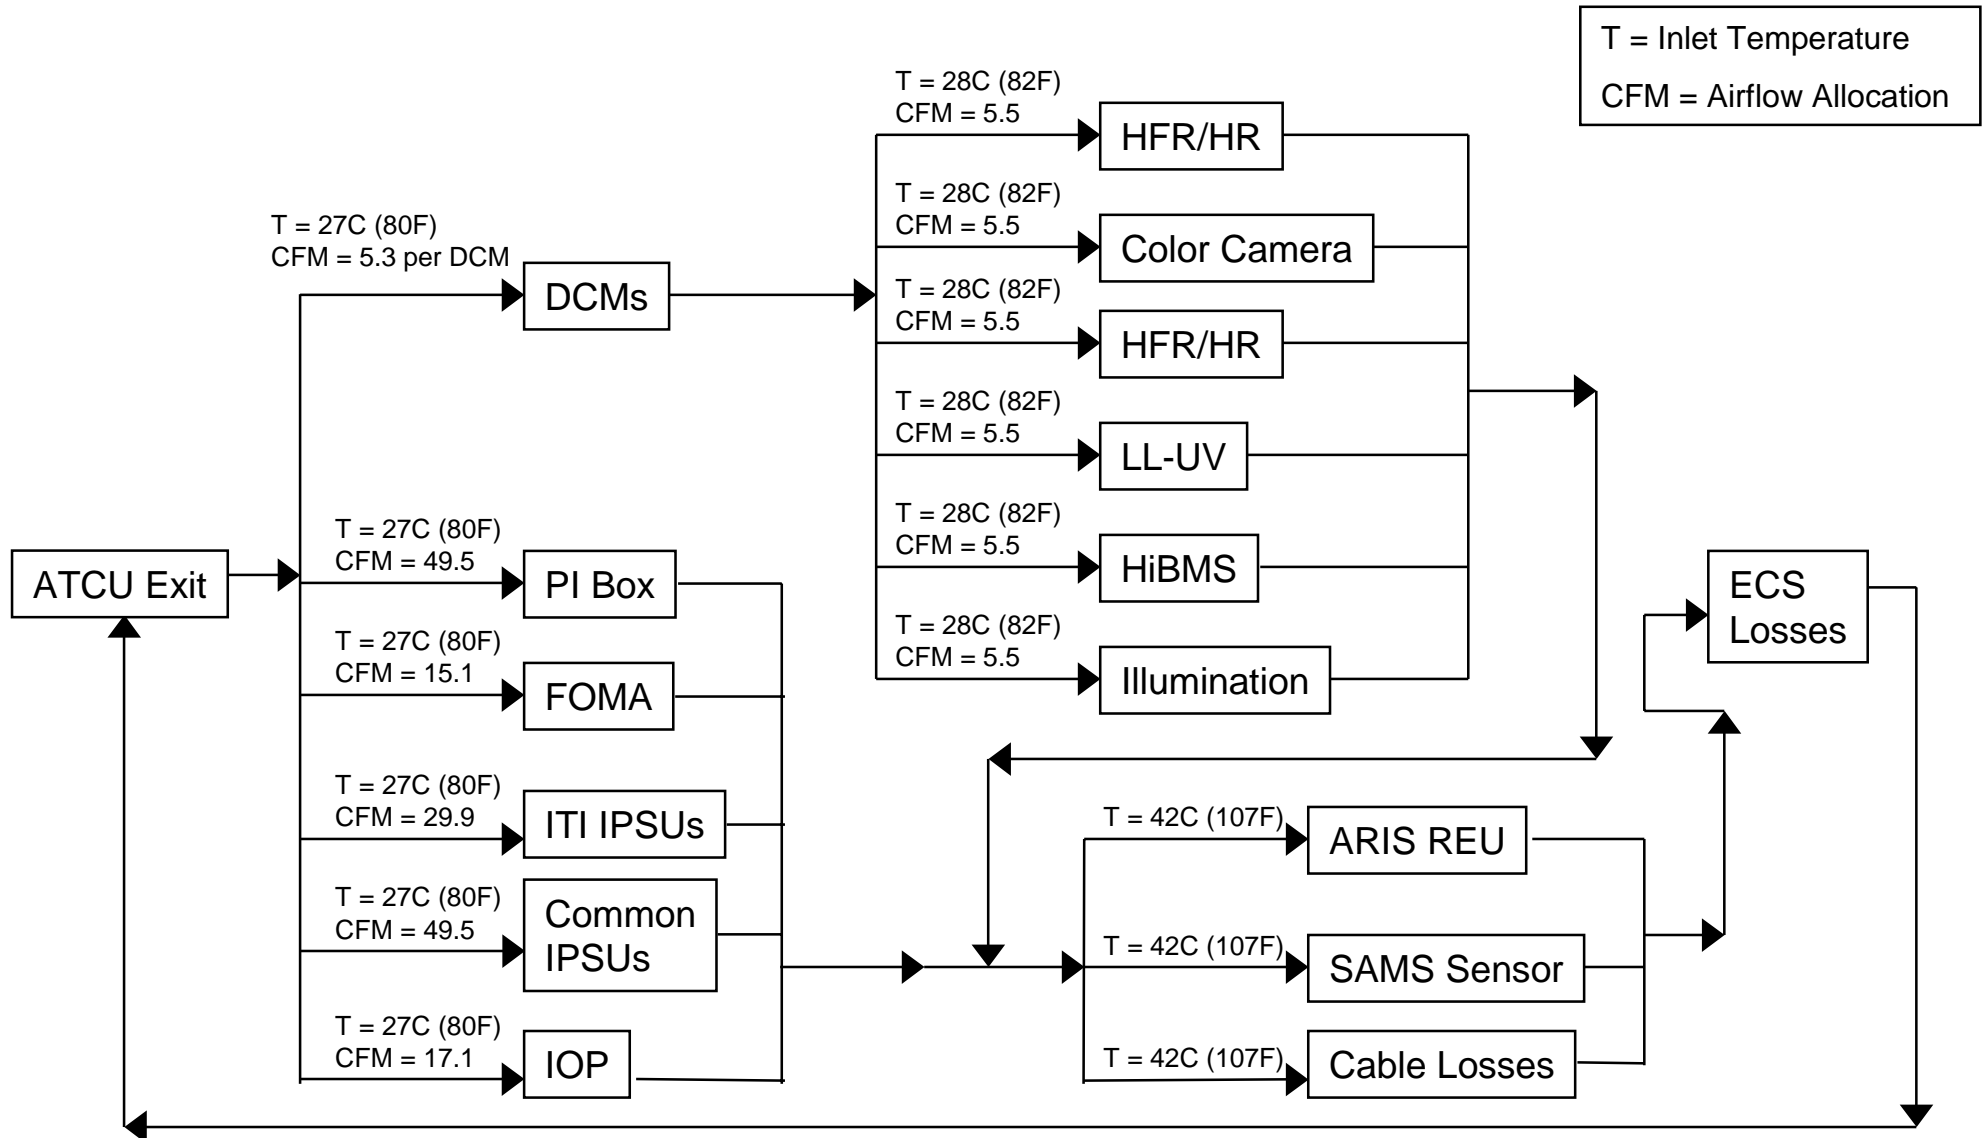 T = Inlet Temperature
CFM = Airflow Allocation
T = 28C (82F)
CFM = 5.5
HFR/HR
T = 28C (82F)
CFM = 5.5
Color Camera
T = 27C (80F)
CFM = 5.3 per DCM
DCMs
T = 28C (82F)
CFM = 5.5
HFR/HR
T = 28C (82F)
CFM = 5.5
LL-UV
T = 28C (82F)
CFM = 5.5
HiBMS
T = 28C (82F)
CFM = 5.5
Illumination
ATCU Exit
T = 27C (80F)
CFM = 49.5
PI Box
T = 27C (80F)
CFM = 15.1
FOMA
T = 27C (80F)
CFM = 29.9
ITI IPSUs
T = 27C (80F)
CFM = 49.5
Common
IPSUs
T = 27C (80F)
CFM = 17.1
IOP
T = 42C (107F)
ARIS REU
T = 42C (107F)
SAMS Sensor
T = 42C (107F)
Cable Losses
ECS
Losses